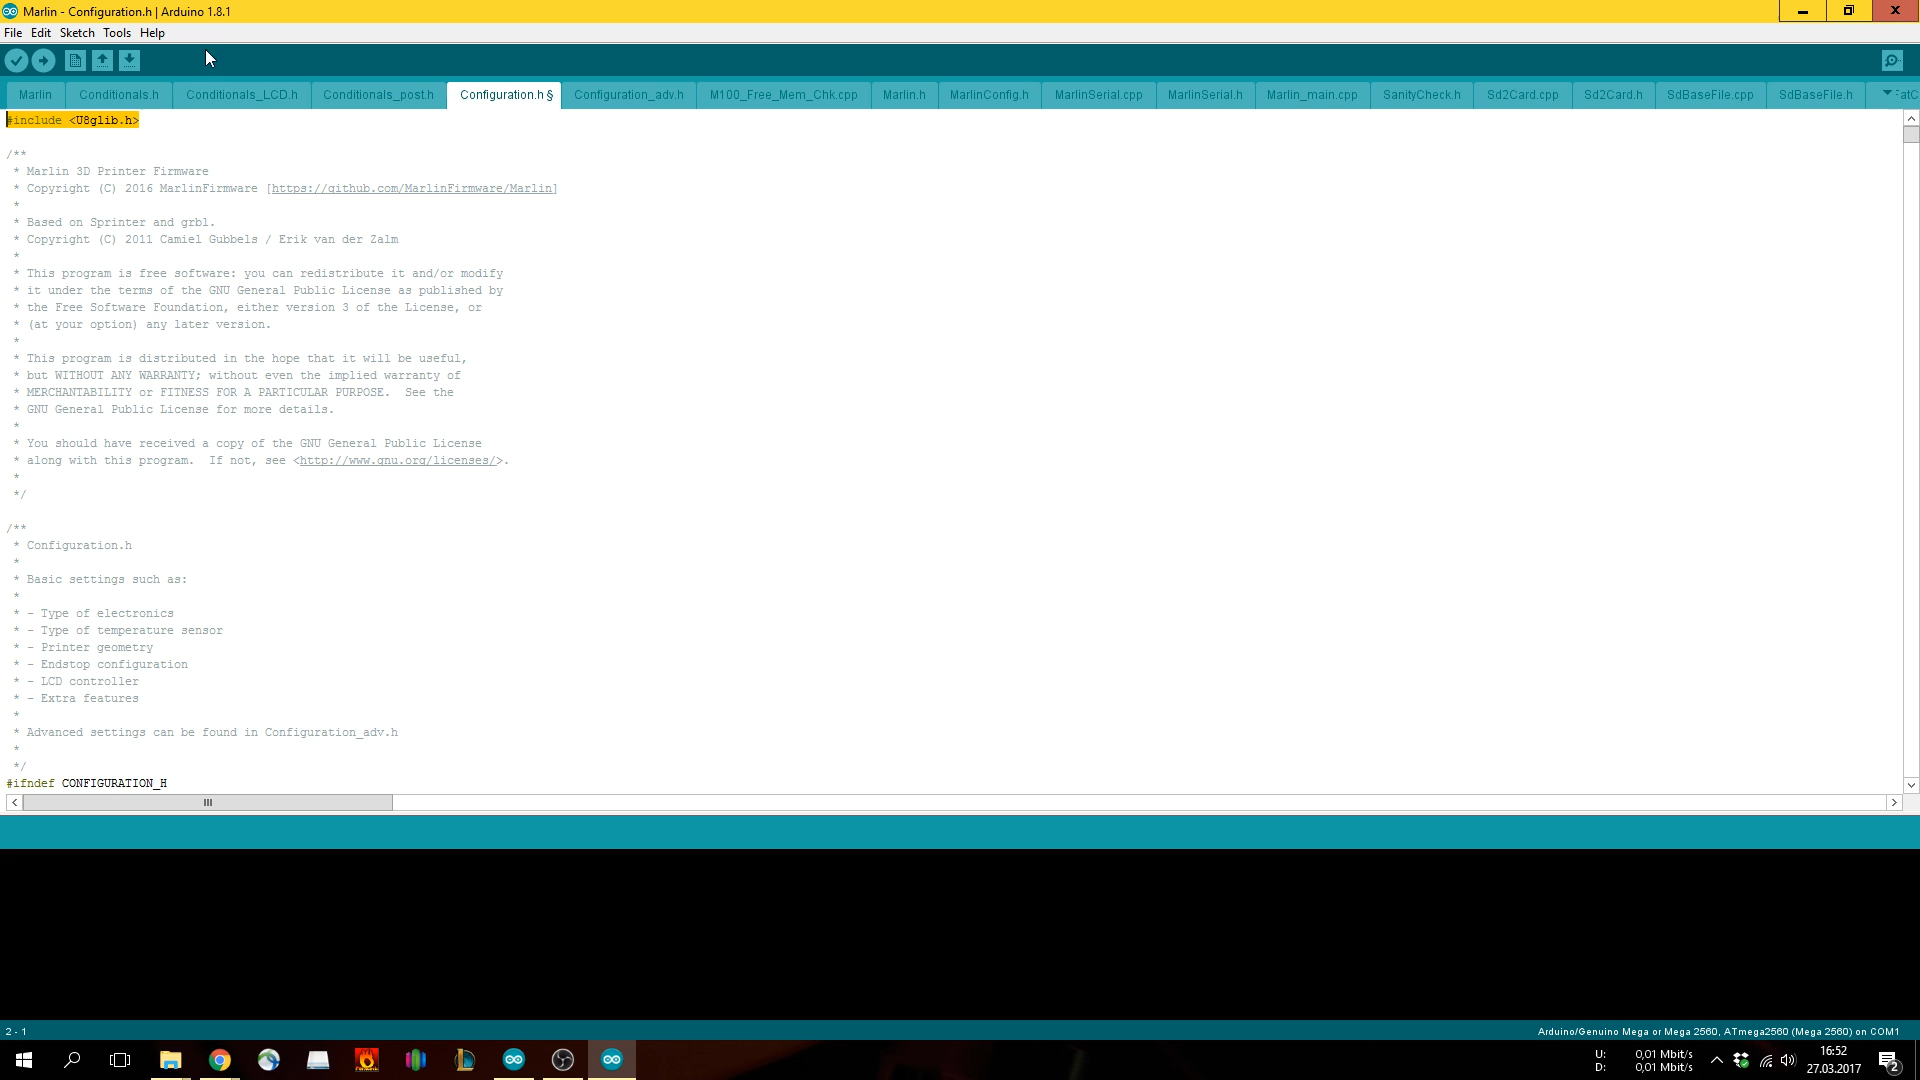 Marlin - Configuration.h | Arduino 1.8.1
File Edit Sketch Tools Help
Marlin Conditionals.h Conditionals_LCD.h Conditionals_post.h Configuration.h § Configuration_adv.h M100_Free_Mem_Chk.cpp Marlin.h MarlinConfig.h MarlinSerial.cpp MarlinSerial.h Marlin_main.cpp SanityCheck.h Sd2Card.cpp Sd2Card.h SdBaseFile.cpp SdBaseFile.h
#include <U8glib.h>
/**
* Marlin 3D Printer Firmware
* Copyright (C) 2016 MarlinFirmware [https://github.com/MarlinFirmware/Marlin]
*
* Based on Sprinter and grbl.
* Copyright (C) 2011 Camiel Gubbels / Erik van der Zalm
*
* This program is free software: you can redistribute it and/or modify
* it under the terms of the GNU General Public License as published by
* the Free Software Foundation, either version 3 of the License, or
* (at your option) any later version.
*
* This program is distributed in the hope that it will be useful,
* but WITHOUT ANY WARRANTY; without even the implied warranty of
* MERCHANTABILITY or FITNESS FOR A PARTICULAR PURPOSE.  See the
* GNU General Public License for more details.
*
* You should have received a copy of the GNU General Public License
* along with this program.  If not, see <http://www.gnu.org/licenses/>.
*
*/
/**
* Configuration.h
*
* Basic settings such as:
*
* - Type of electronics
* - Type of temperature sensor
* - Printer geometry
* - Endstop configuration
* - LCD controller
* - Extra features
*
* Advanced settings can be found in Configuration_adv.h
*
*/
#ifndef CONFIGURATION_H
2 - 1
Arduino/Genuino Mega or Mega 2560, ATmega2560 (Mega 2560) on COM1
U: 0,01 Mbit/s
D: 0,01 Mbit/s
16:52
27.03.2017
2